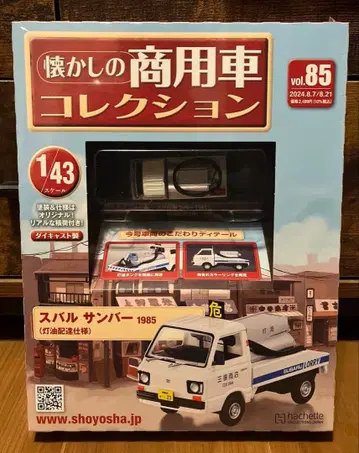 懐かしの商用車
コレクション
vol.85
2024.8.7/8.21
1/43
スケール
塗装&仕様は
オリジナル!
リアルな積荷付き!
ダイキャスト製
今号車両のこだわりディテール
スバル サンバー 1985
(灯油配達仕様)
危
灯油
三東商店
SUBARU LORRY
www.shoyosha.jp
hachette